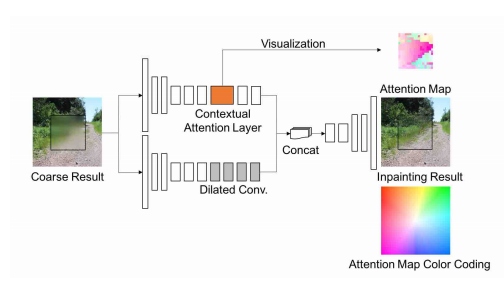 Visualization
Attention Map
Contextual
Attention Layer
Concat
Coarse Result
Dilated Conv.
Inpainting Result
Attention Map Color Coding